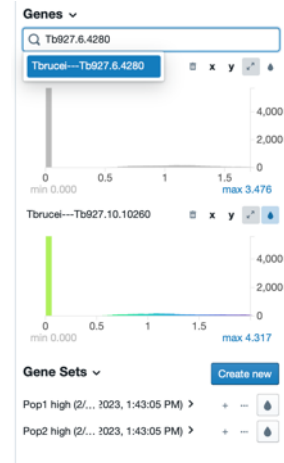 Genes
Tb927.6.4280
Tbrucei---Tb927.6.4280 x y
4,000
2,000
0
0 0.5 1 1.5
min 0.000 max 3.476
Tbrucei---Tb927.10.10260 x y
4,000
2,000
0
0 0.5 1 1.5
min 0.000 max 4.317
Gene Sets Create new
Pop1 high (2/... 2023, 1:43:05 PM) > + ...
Pop2 high (2/... 2023, 1:43:05 PM) > + ...